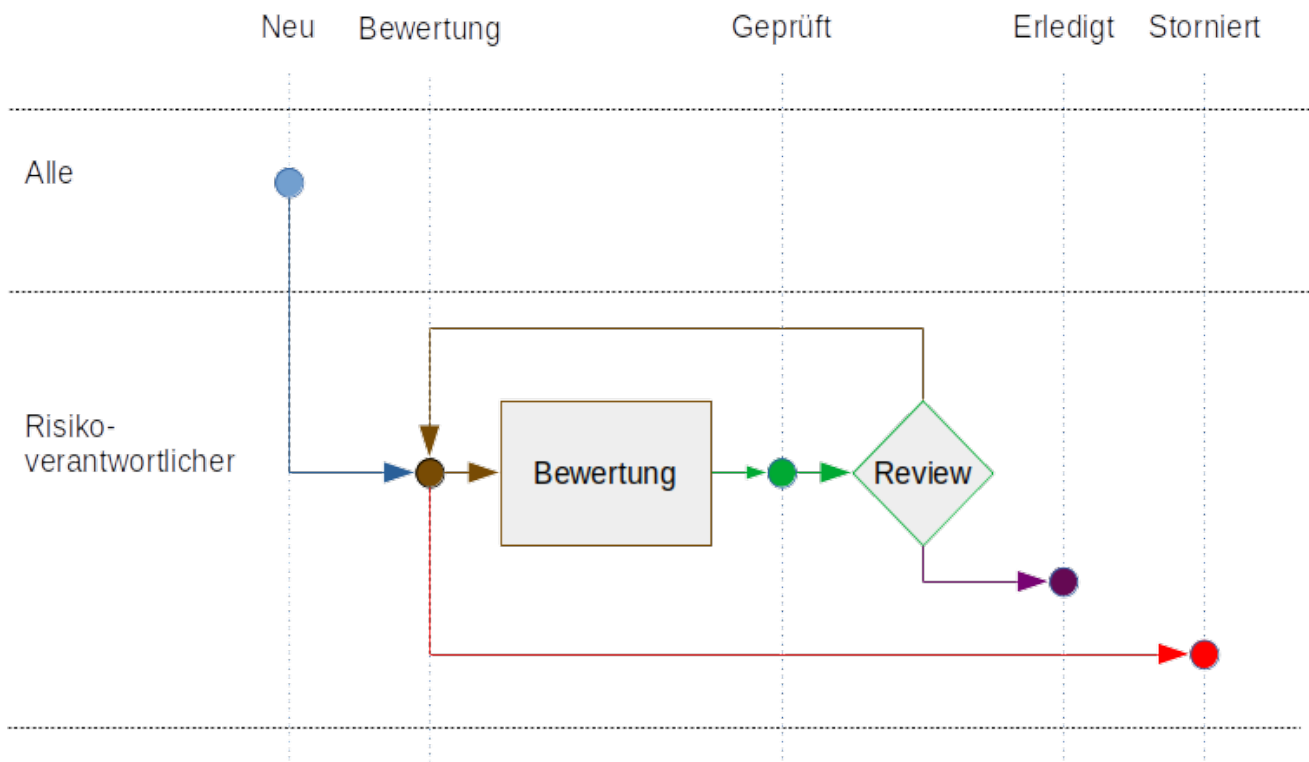 Neu Bewertung Geprüft Erledigt Storniert
Alle
Risiko-
verantwortlicher
Bewertung
Review